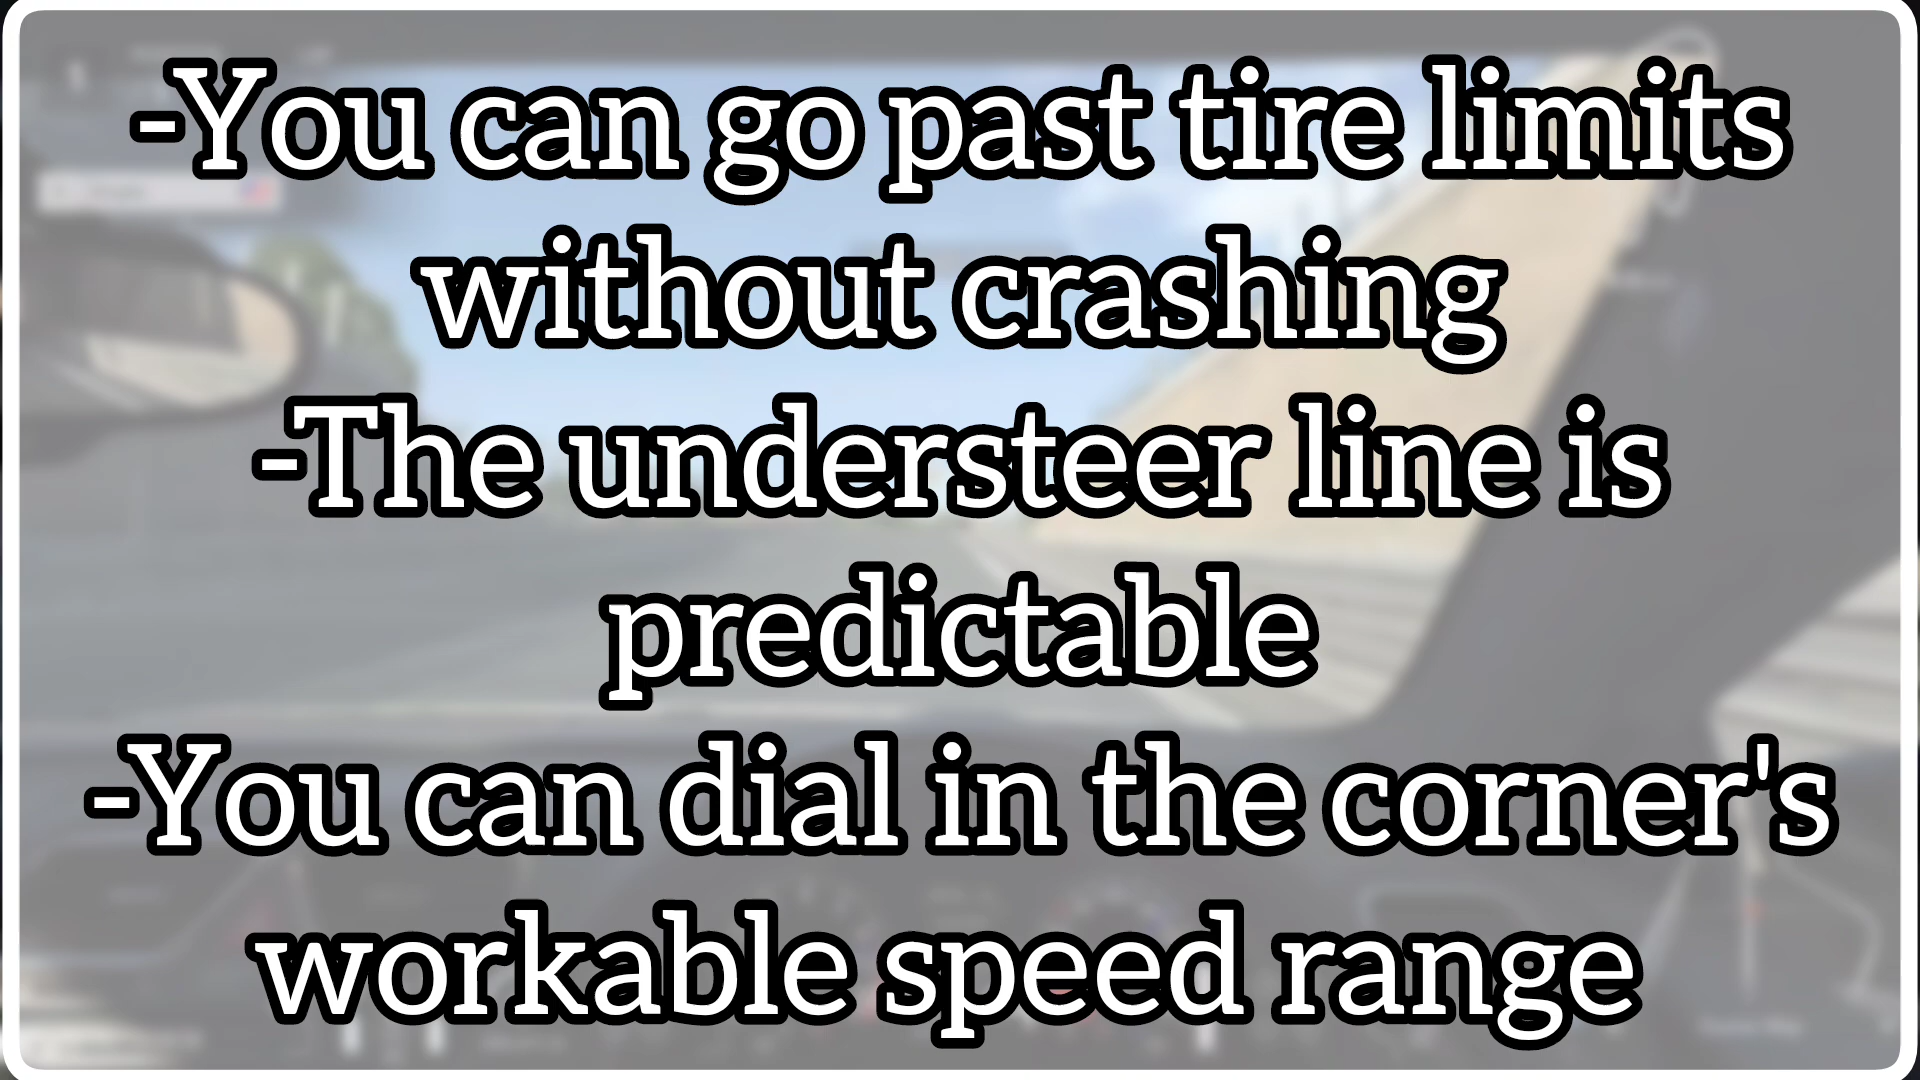 -You can go past tire limits
without crashing
-The understeer line is
predictable
-You can dial in the corner's
workable speed range